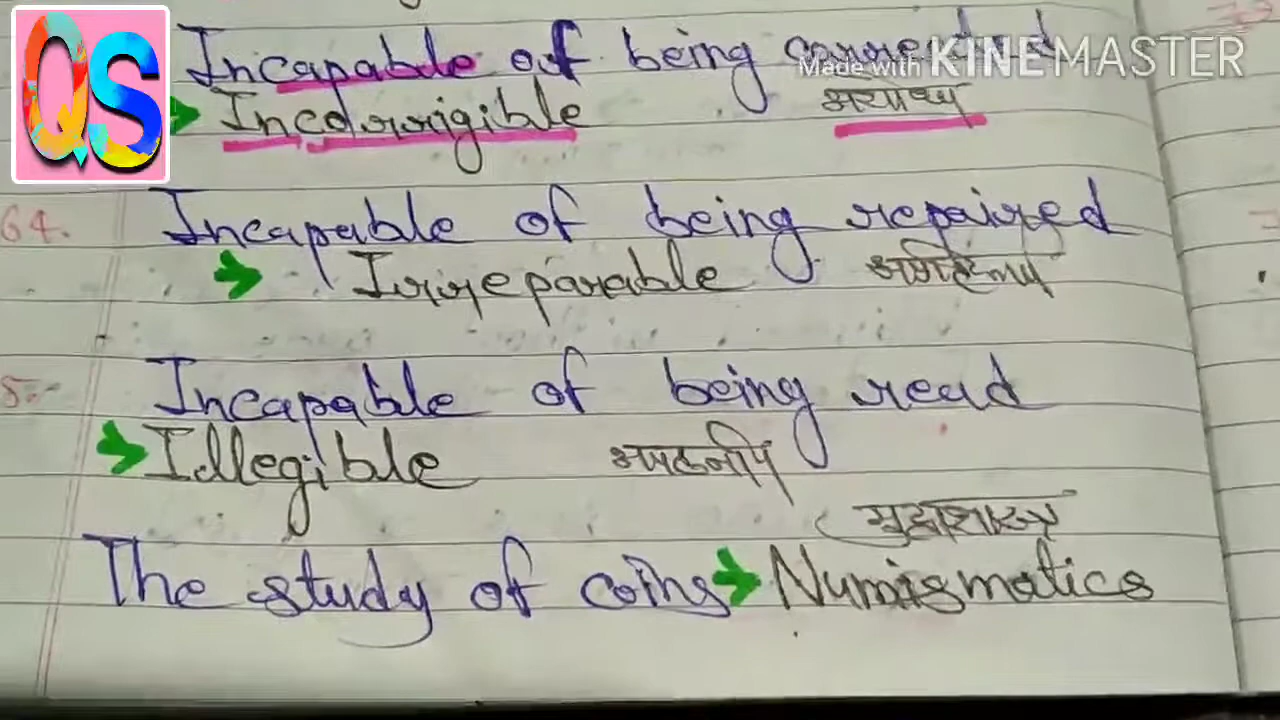 QS
Incapable of being corrected
Made with KINEMASTER
Incorrigible
64. Incapable of being repaired
Irreparable
5. Incapable of being read
Illegible अपठनीय
मुद्राशास्त्र
The study of coins Numismatics